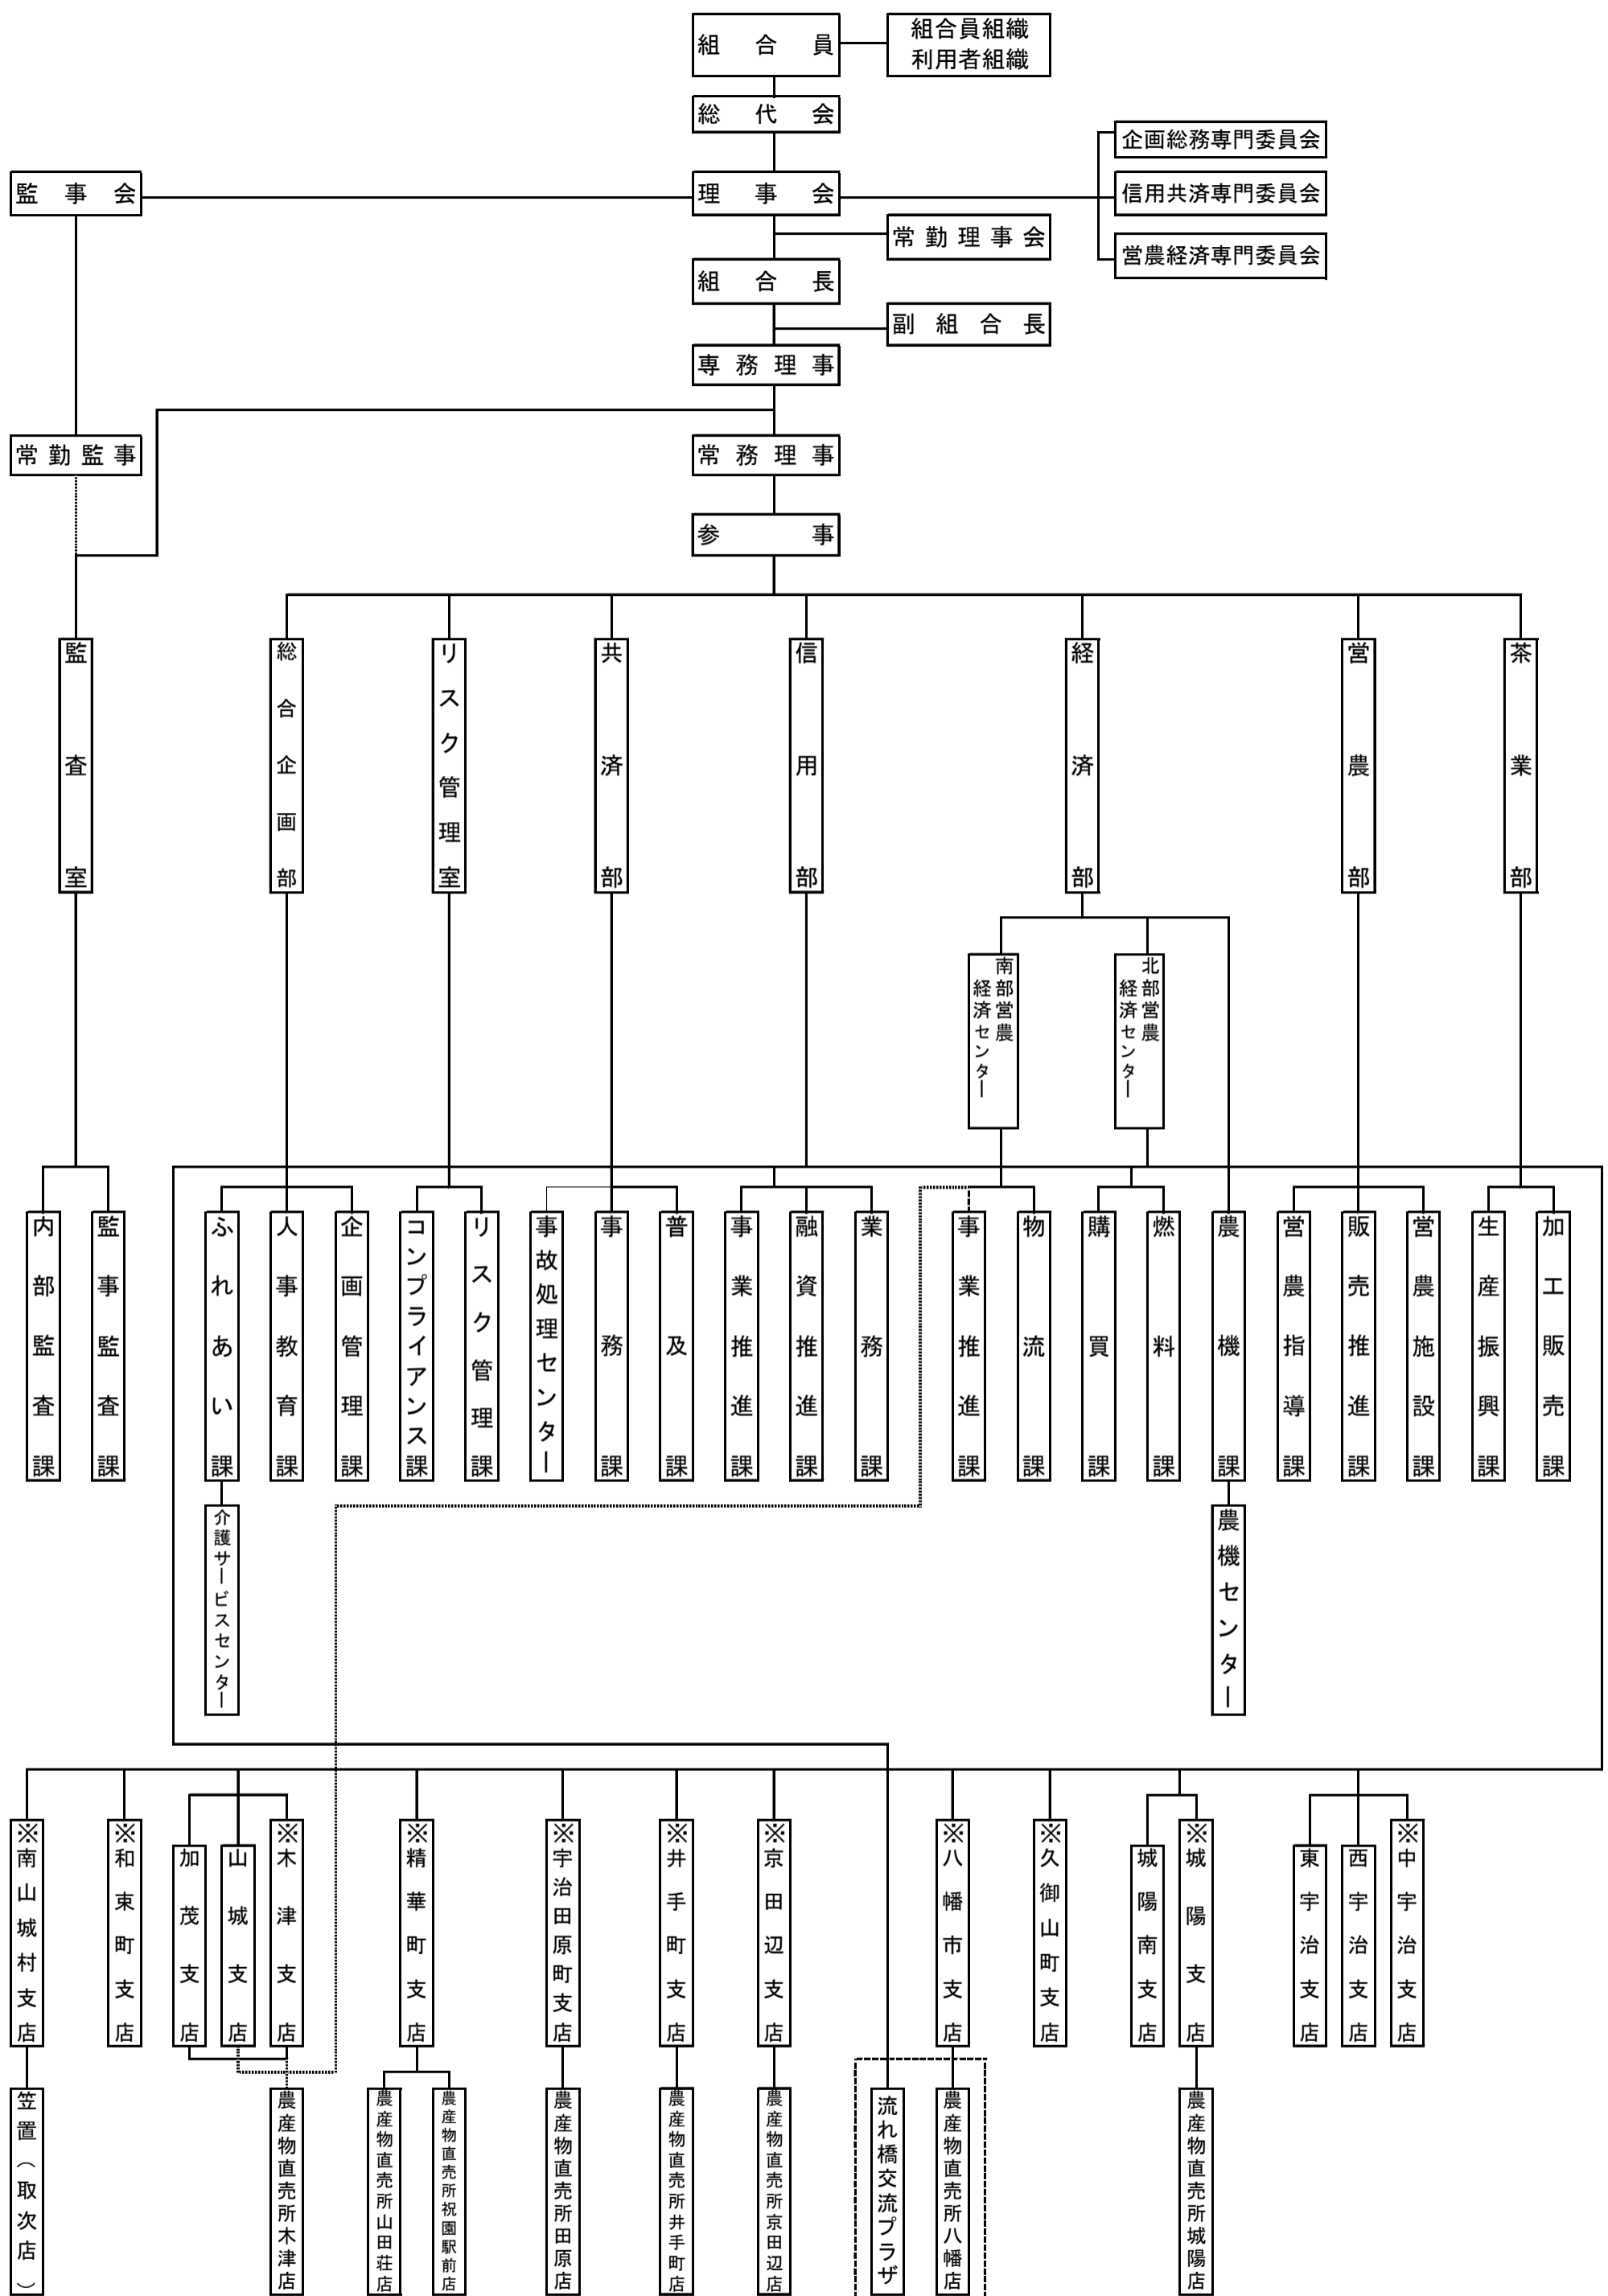 組合員
組合員組織
利用者組織
総代会
企画総務専門委員会
監事会
理事会
信用共済専門委員会
常勤理事会
営農経済専門委員会
組合長
副組合長
専務理事
常勤監事
常務理事
参事
監査室
総合企画部
リスク管理室
共済部
信用部
経済部
営農部
茶業部
南部営農
経済センター
北部営農
経済センター
内部監査課
監事監査課
ふれあい課
人事教育課
企画管理課
コンプライアンス課
リスク管理課
事故処理センター
事務課
普及課
事業推進課
融資推進課
業務課
事業推進課
物流課
購買課
燃料課
農機課
営農指導課
販売推進課
営農施設課
生産振興課
加工販売課
介護サービスセンター
農機センター
※南山城村支店
※和束町支店
加茂支店
山城支店
※木津支店
※精華町支店
※宇治田原町支店
※井手町支店
※京田辺支店
※八幡市支店
※久御山町支店
城陽南支店
※城陽支店
東宇治支店
西宇治支店
※中宇治支店
笠置（取次店）
農産物直売所木津店
農産物直売所山田荘店
農産物直売所祝園駅前店
農産物直売所田原店
農産物直売所井手町店
農産物直売所京田辺店
流れ橋交流プラザ
農産物直売所八幡店
農産物直売所城陽店